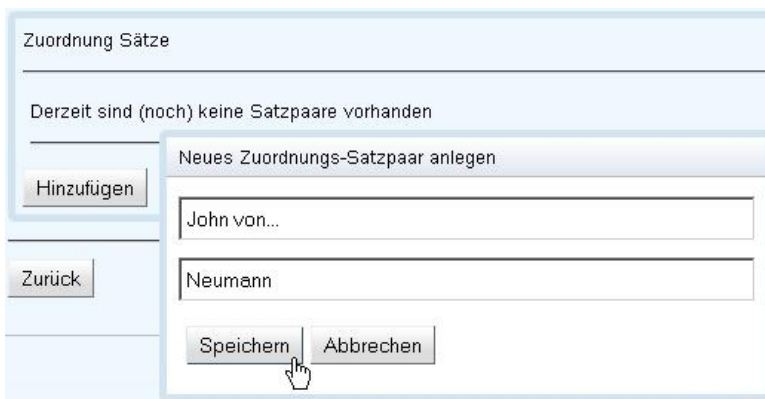 Zuordnung Sätze
Derzeit sind (noch) keine Satzpaare vorhanden
Hinzufügen
Zurück
Neues Zuordnungs-Satzpaar anlegen
John von...
Neumann
Speichern Abbrechen